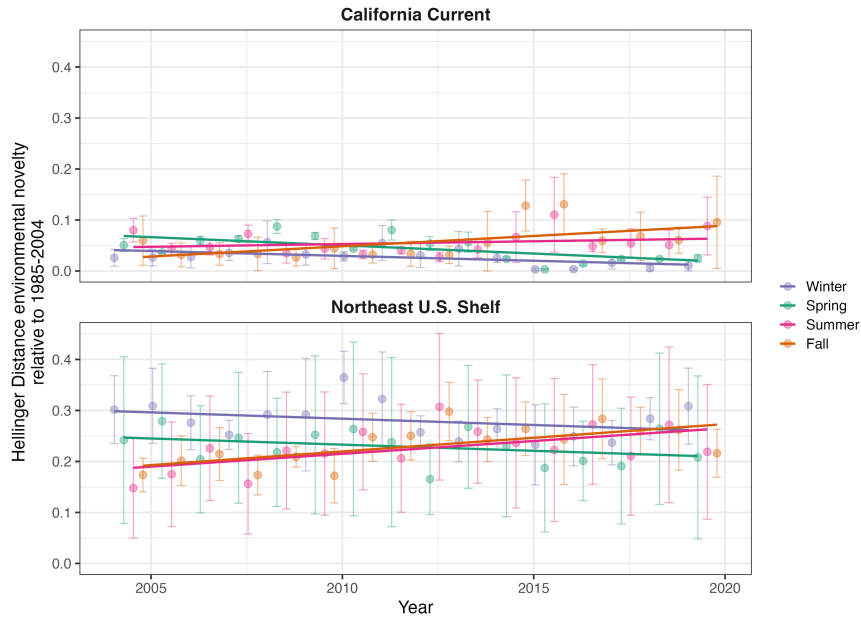 California Current
0.4
0.3
0.2
0.1
0.0
Hellinger Distance environmental novelty
relative to 1985-2004
Northeast U.S. Shelf
0.4
0.3
0.2
0.1
0.0
2005 2010 2015 2020
Year
Winter
Spring
Summer
Fall